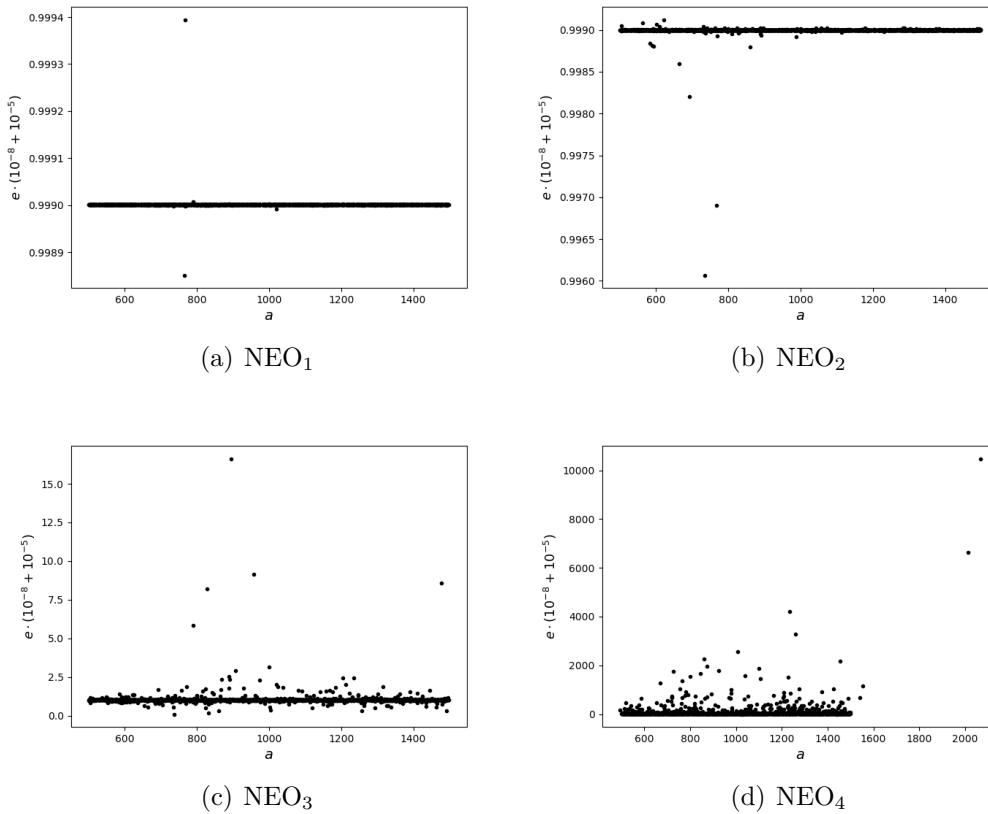 0.9994
0.9993
0.9992
0.9991
0.9990
0.9989
e · (10⁻⁸ + 10⁻⁵)
600 800 1000 1200 1400
a
(a) NEO₁
0.9990
0.9985
0.9980
0.9975
0.9970
0.9965
0.9960
e · (10⁻⁸ + 10⁻⁵)
600 800 1000 1200 1400
a
(b) NEO₂
15.0
12.5
10.0
7.5
5.0
2.5
0.0
e · (10⁻⁸ + 10⁻⁵)
600 800 1000 1200 1400
a
(c) NEO₃
10000
8000
6000
4000
2000
0
e · (10⁻⁸ + 10⁻⁵)
600 800 1000 1200 1400 1600 1800 2000
a
(d) NEO₄